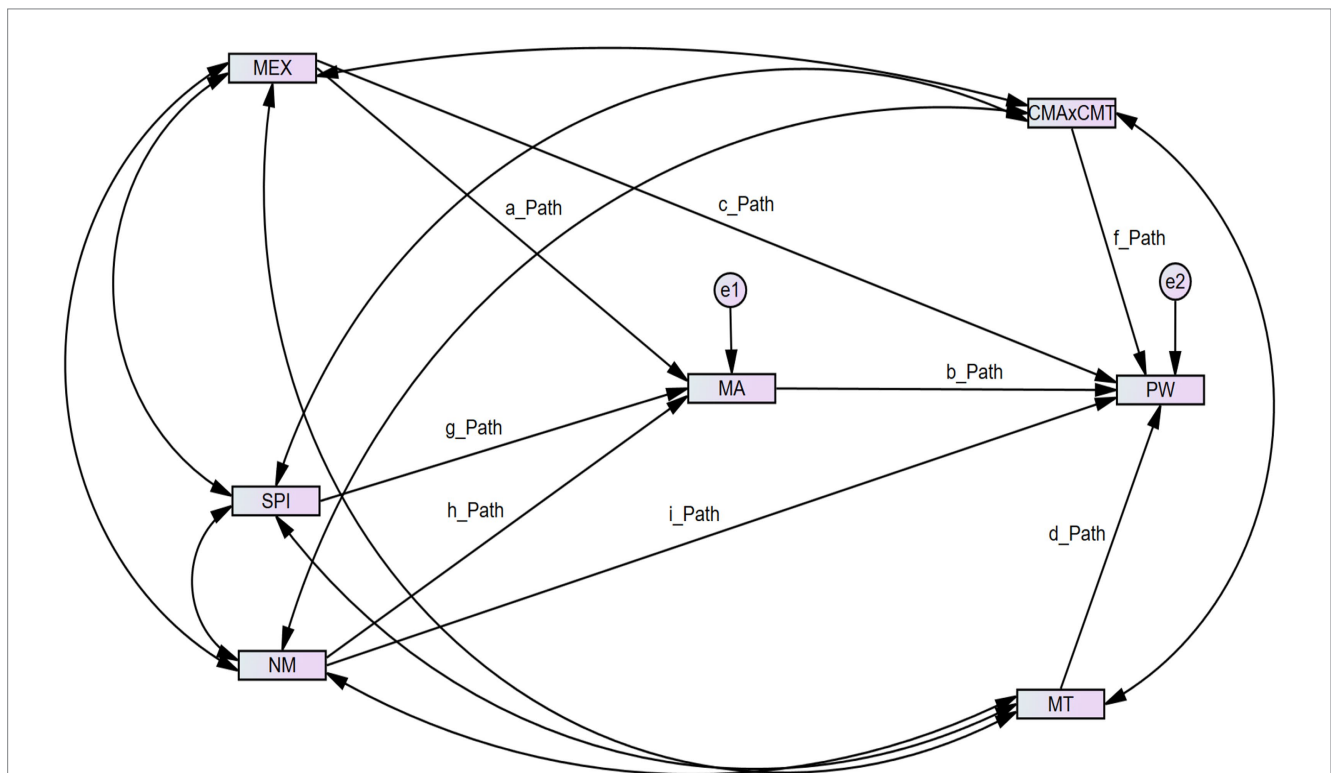 MEX
CMAxCMT
a_Path
c_Path
f_Path
e1
e2
MA
b_Path
PW
g_Path
SPI
h_Path
i_Path
d_Path
NM
MT